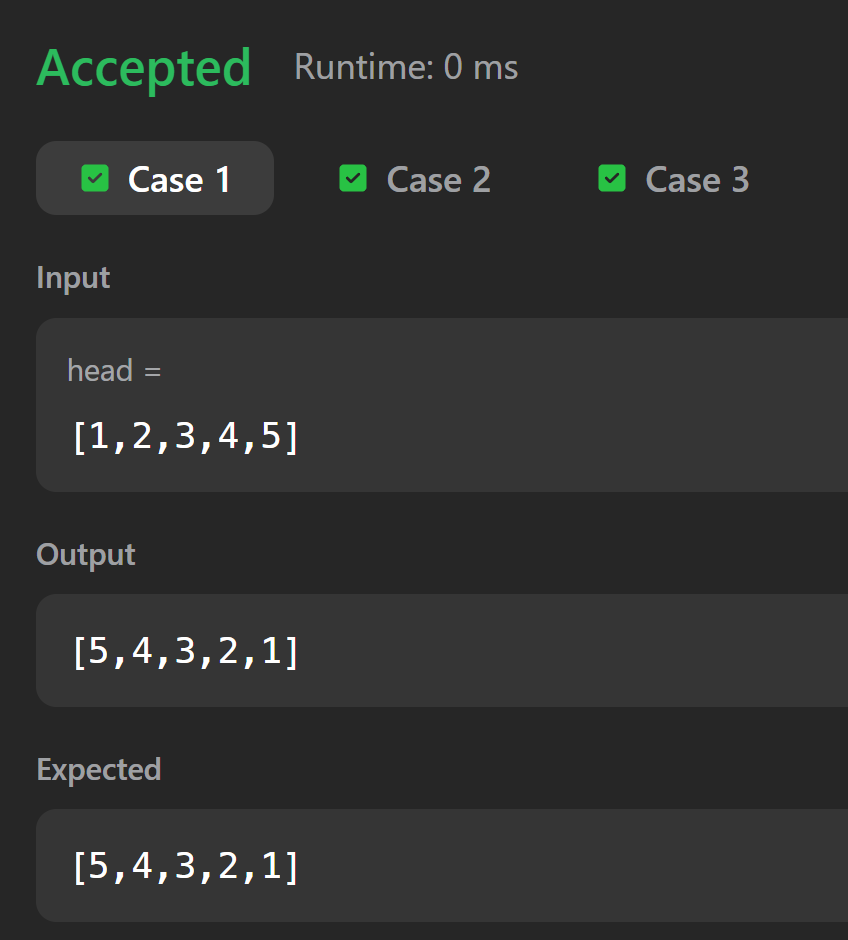 Accepted Runtime: 0 ms
Case 1 Case 2 Case 3
Input
head =
[1,2,3,4,5]
Output
[5,4,3,2,1]
Expected
[5,4,3,2,1]